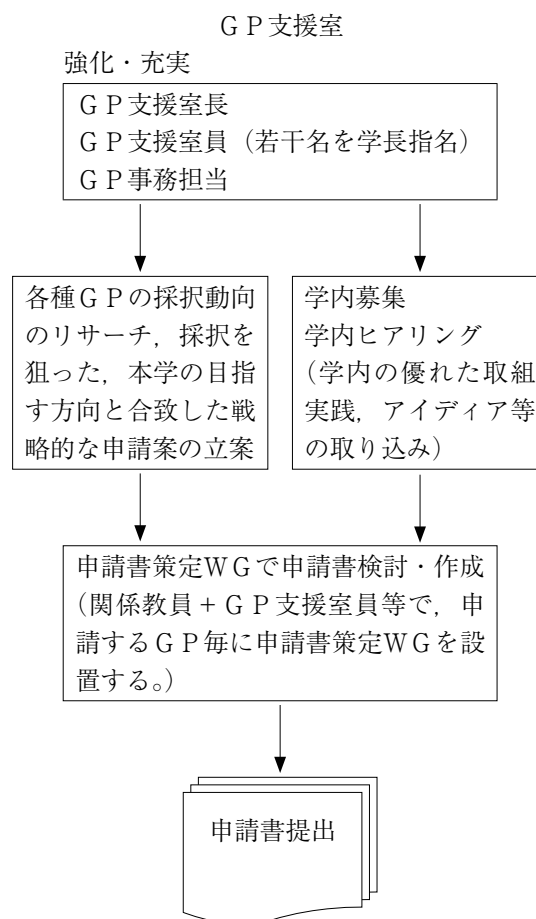 ＧＰ支援室
強化・充実
ＧＰ支援室長
ＧＰ支援室員（若干名を学長指名）
ＧＰ事務担当
各種ＧＰの採択動向
のリサーチ，採択を
狙った，本学の目指
す方向と合致した戦
略的な申請案の立案
学内募集
学内ヒアリング
（学内の優れた取組
実践，アイディア等
の取り込み）
申請書策定ＷＧで申請書検討・作成
（関係教員＋ＧＰ支援室員等で，申
請するＧＰ毎に申請書策定ＷＧを設
置する。）
申請書提出